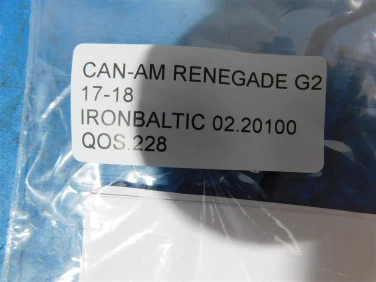 CAN-AM RENEGADE G2
17-18
IRONBALTIC 02.20100
QOS.228